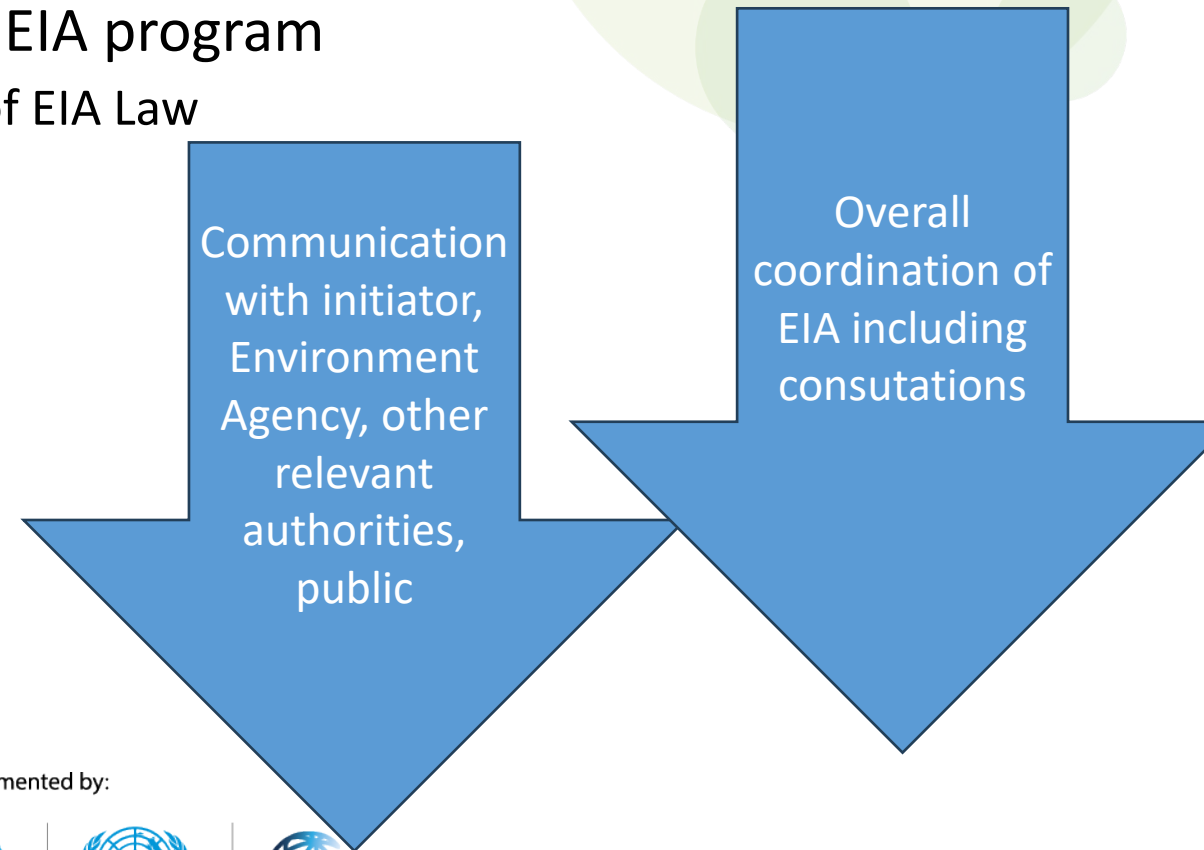 EIA program
f EIA Law
Communication
with initiator,
Environment
Agency, other
relevant
authorities,
public
Overall
coordination of
EIA including
consutations
mented by: